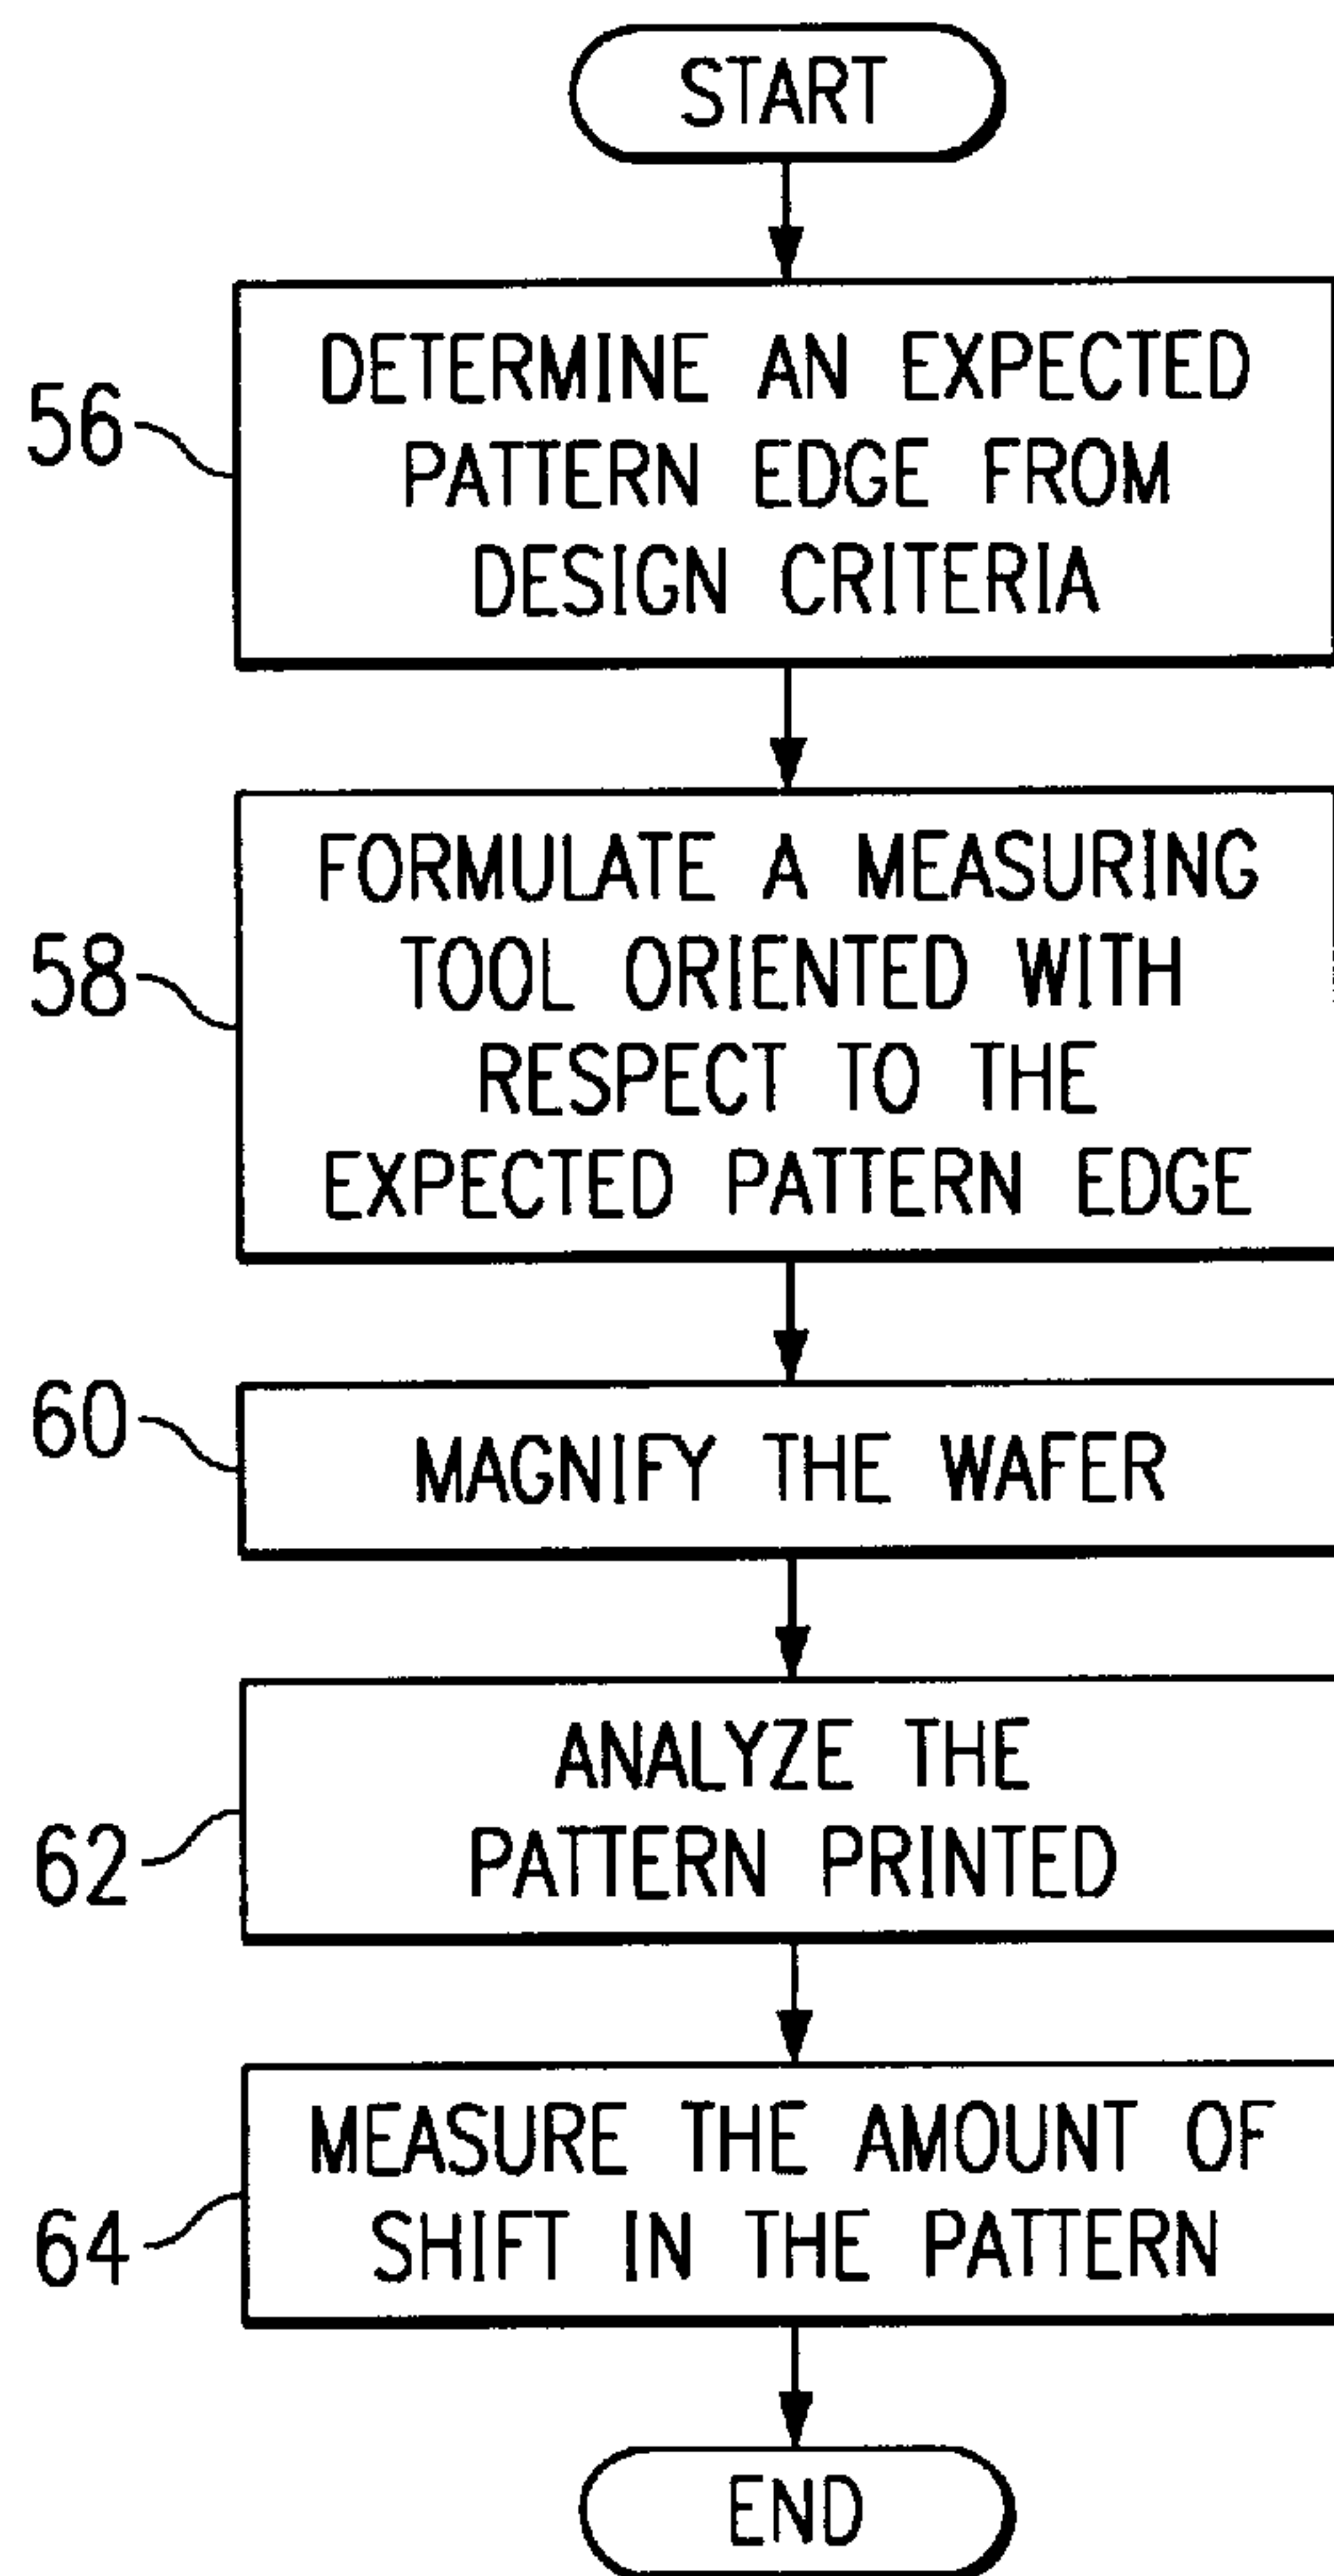 START
56
DETERMINE AN EXPECTED
PATTERN EDGE FROM
DESIGN CRITERIA
58
FORMULATE A MEASURING
TOOL ORIENTED WITH
RESPECT TO THE
EXPECTED PATTERN EDGE
60
MAGNIFY THE WAFER
62
ANALYZE THE
PATTERN PRINTED
64
MEASURE THE AMOUNT OF
SHIFT IN THE PATTERN
END